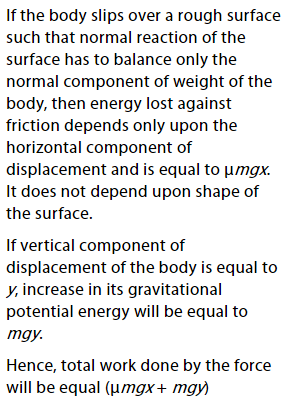 If the body slips over a rough surface
such that normal reaction of the
surface has to balance only the
normal component of weight of the
body, then energy lost against
friction depends only upon the
horizontal component of
displacement and is equal to μmgx.
It does not depend upon shape of
the surface.
If vertical component of
displacement of the body is equal to
y, increase in its gravitational
potential energy will be equal to
mgy.
Hence, total work done by the force
will be equal (μmgx + mgy)